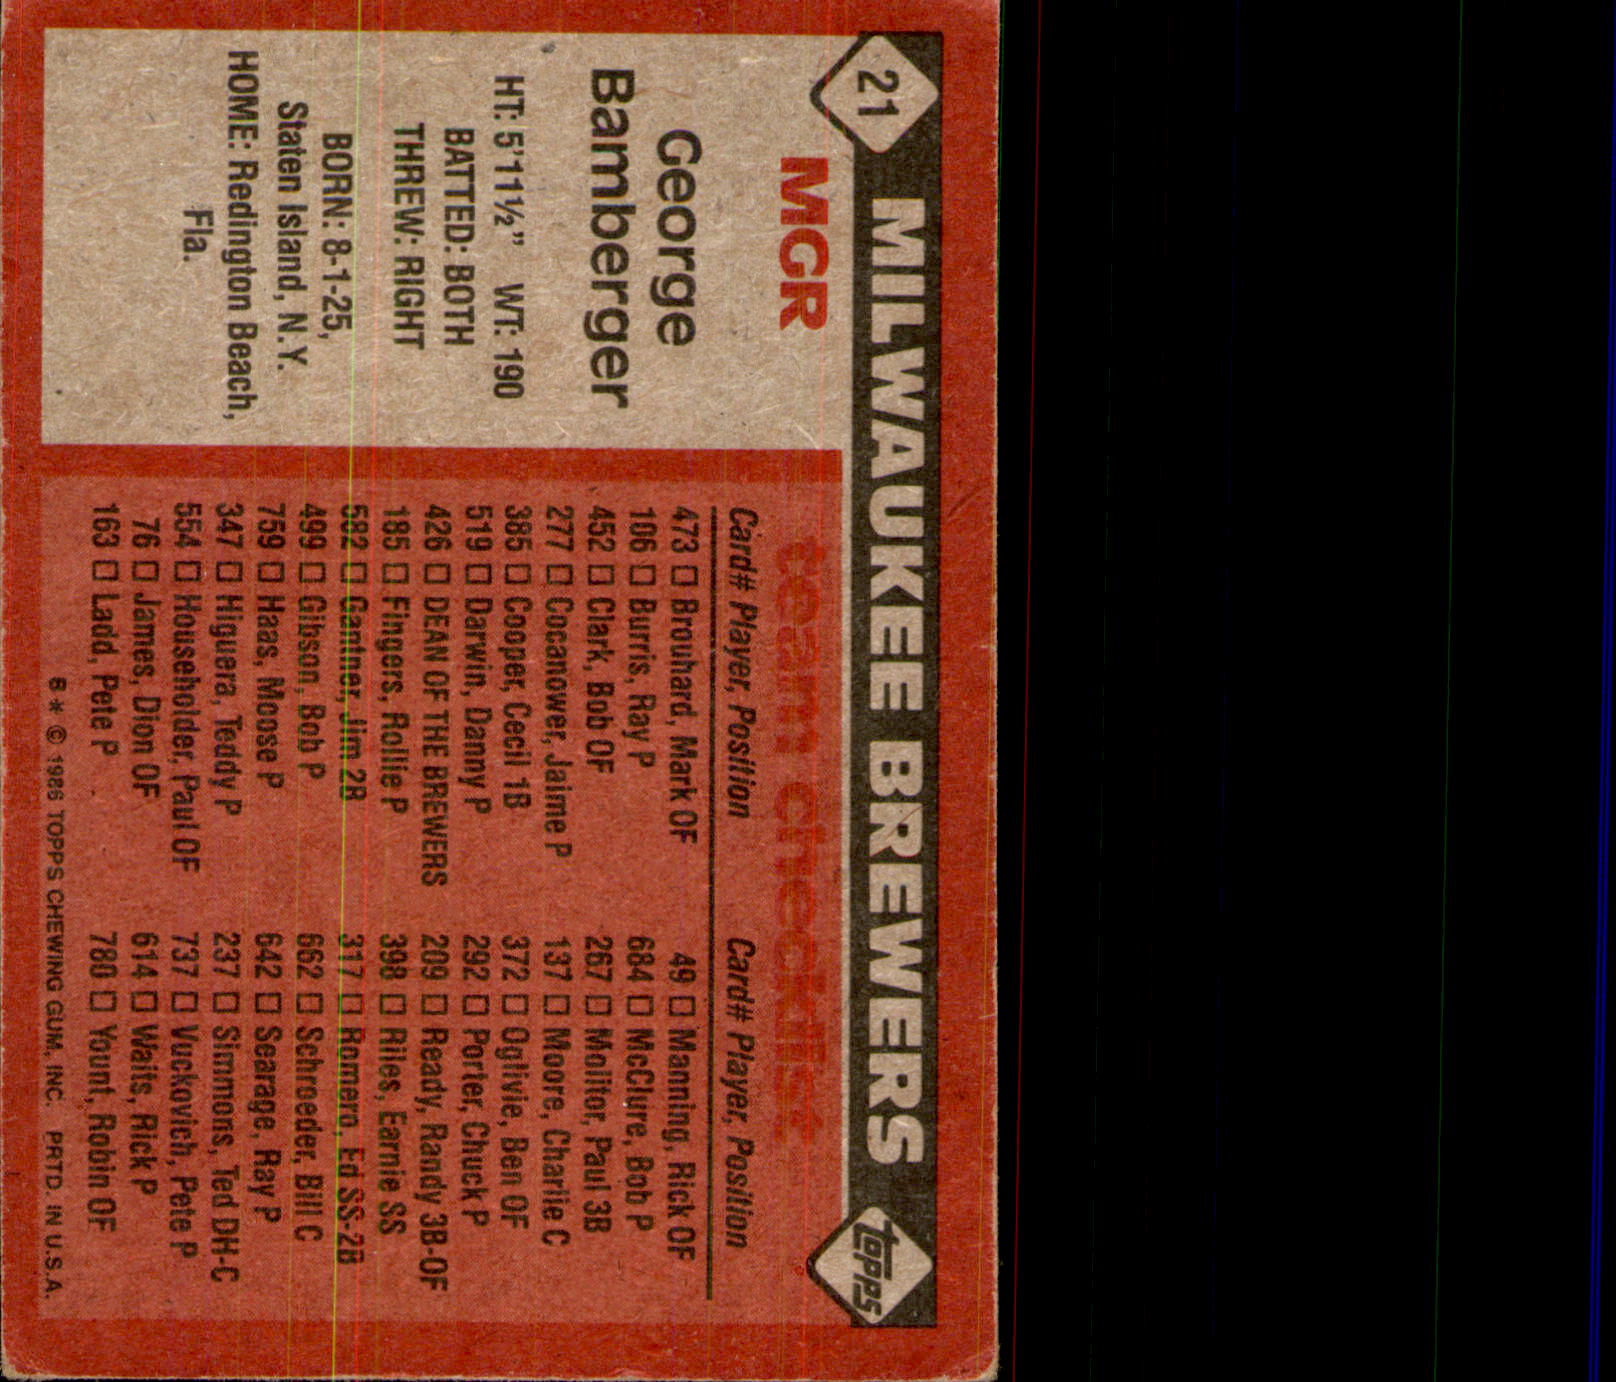 21
MILWAUKEE BREWERS
topps
MGR
George
Bamberger
HT: 5'11½" WT: 190
BATTED: BOTH
THREW: RIGHT
BORN: 8-1-25,
Staten Island, N.Y.
HOME: Redington Beach,
Fla.
team checklist
Card# Player, Position
473 □ Brouhard, Mark OF
106 □ Burris, Ray P
452 □ Clark, Bob OF
277 □ Cocanower, Jaime P
385 □ Cooper, Cecil 1B
519 □ Darwin, Danny P
426 □ DEAN OF THE BREWERS
185 □ Fingers, Rollie P
582 □ Gantner, Jim 2B
499 □ Gibson, Bob P
759 □ Haas, Moose P
347 □ Higuera, Teddy P
554 □ Householder, Paul OF
76 □ James, Dion OF
163 □ Ladd, Pete P
Card# Player, Position
49 □ Manning, Rick OF
684 □ McClure, Bob P
267 □ Molitor, Paul 3B
137 □ Moore, Charlie C
372 □ Oglivie, Ben OF
292 □ Porter, Chuck P
209 □ Ready, Randy 3B-OF
398 □ Riles, Earnie SS
317 □ Romero, Ed SS-2B
662 □ Schroeder, Bill C
642 □ Searage, Ray P
237 □ Simmons, Ted DH-C
737 □ Vuckovich, Pete P
614 □ Waits, Rick P
780 □ Yount, Robin OF
B * © 1986 TOPPS CHEWING GUM, INC. PRTD. IN U.S.A.